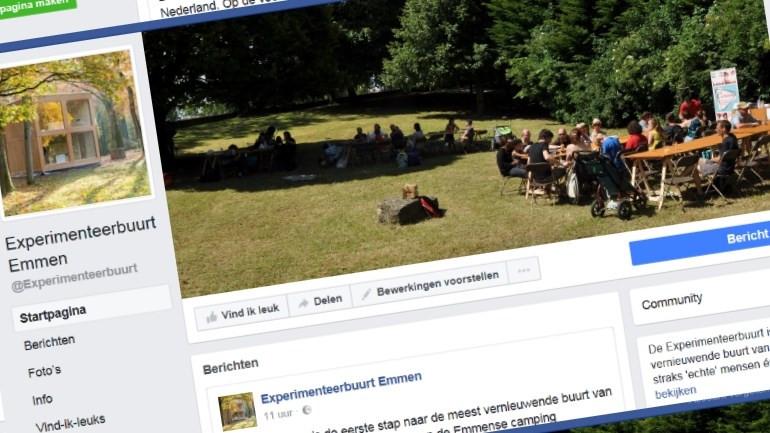 pagina maken
Nederland. Op de
Experimenteerbuurt
Emmen
@Experimenteerbuurt
Startpagina
Berichten
Foto's
Info
Vind-ik-leuks
Vind ik leuk
Delen
Bewerkingen voorstellen
...
Bericht
Berichten
Experimenteerbuurt Emmen
11 uur ·
de eerste stap naar de meest vernieuwende buurt van
de Emmense camping
Community
De Experimenteerbuurt
vernieuwende buurt van
straks 'echte' mensen
bekijken